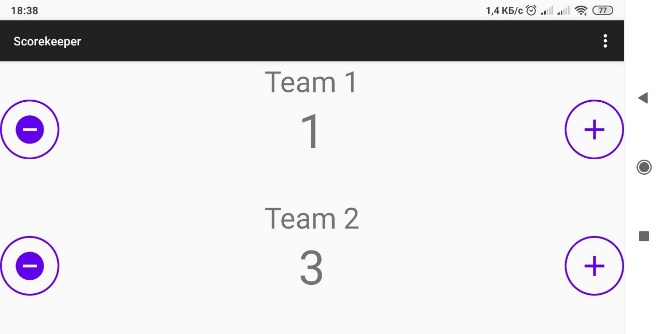 18:38
1,4 КБ/с
77
Scorekeeper
Team 1
1
Team 2
3